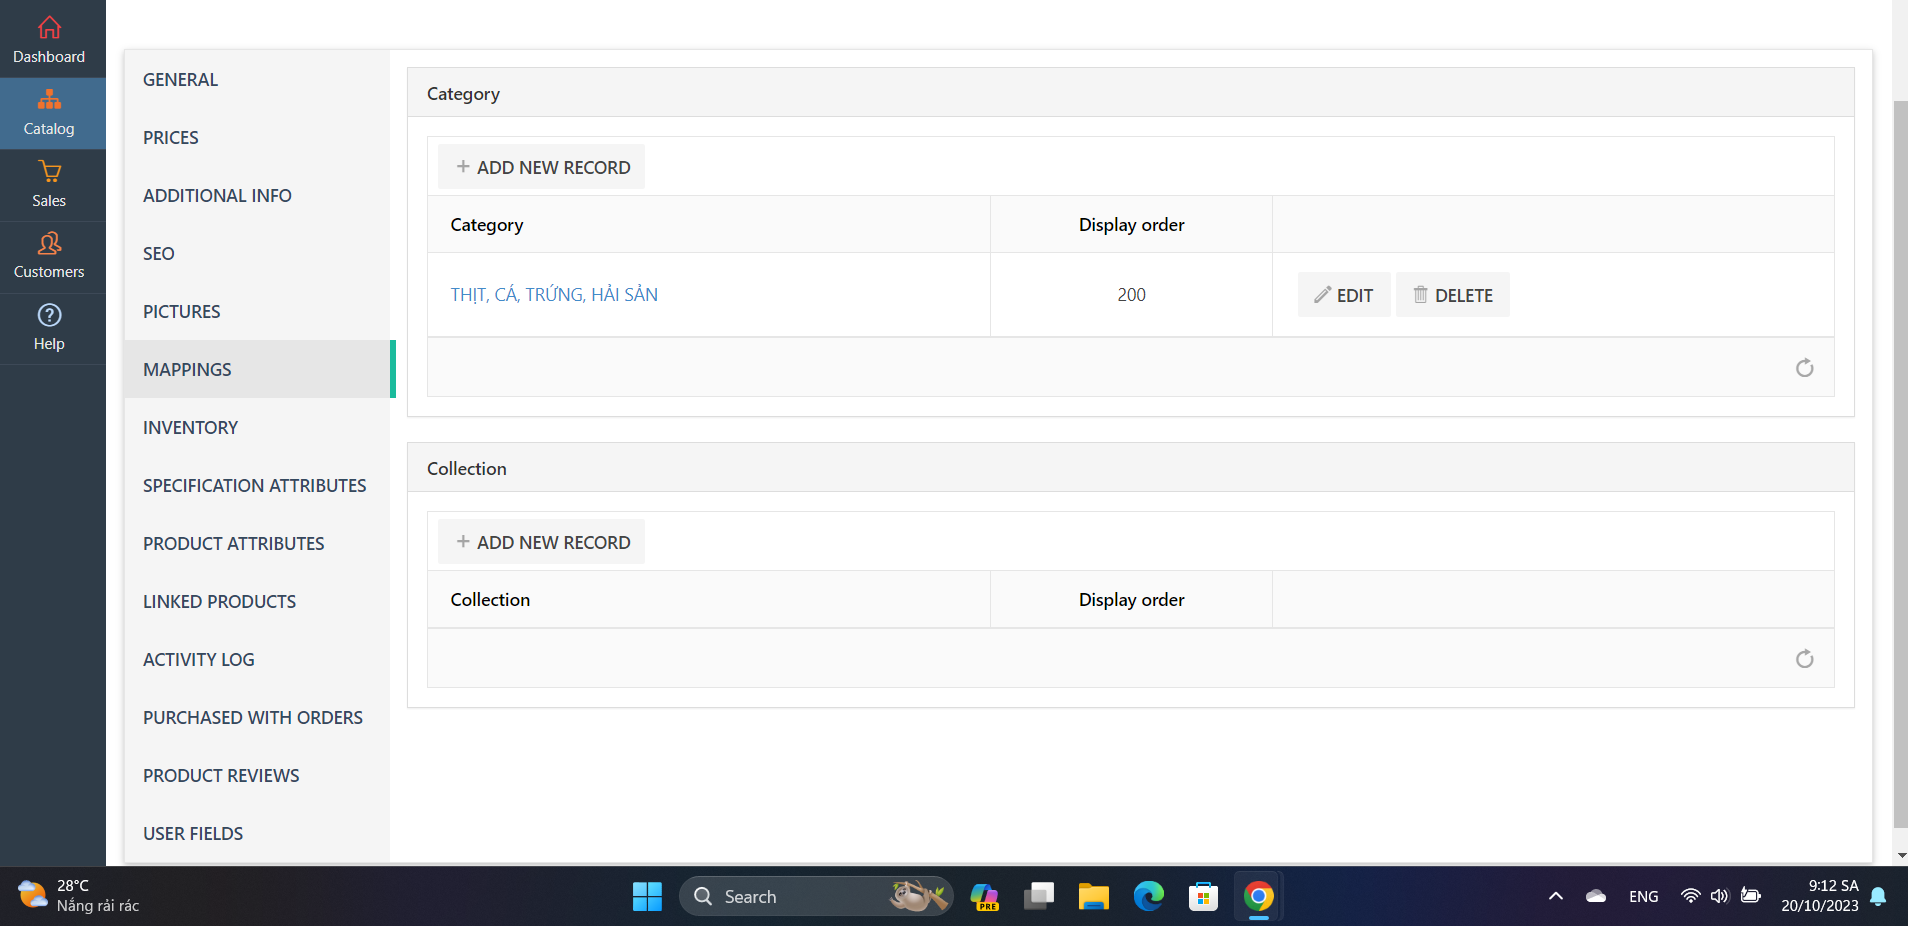 Dashboard
Catalog
Sales
Customers
Help
GENERAL
PRICES
ADDITIONAL INFO
SEO
PICTURES
MAPPINGS
INVENTORY
SPECIFICATION ATTRIBUTES
PRODUCT ATTRIBUTES
LINKED PRODUCTS
ACTIVITY LOG
PURCHASED WITH ORDERS
PRODUCT REVIEWS
USER FIELDS
Category
+ ADD NEW RECORD
Category Display order
THỊT, CÁ, TRỨNG, HẢI SẢN 200 EDIT DELETE
Collection
+ ADD NEW RECORD
Collection Display order
28°C
Nắng rải rác
Search
PRE
ENG
9:12 SA
20/10/2023